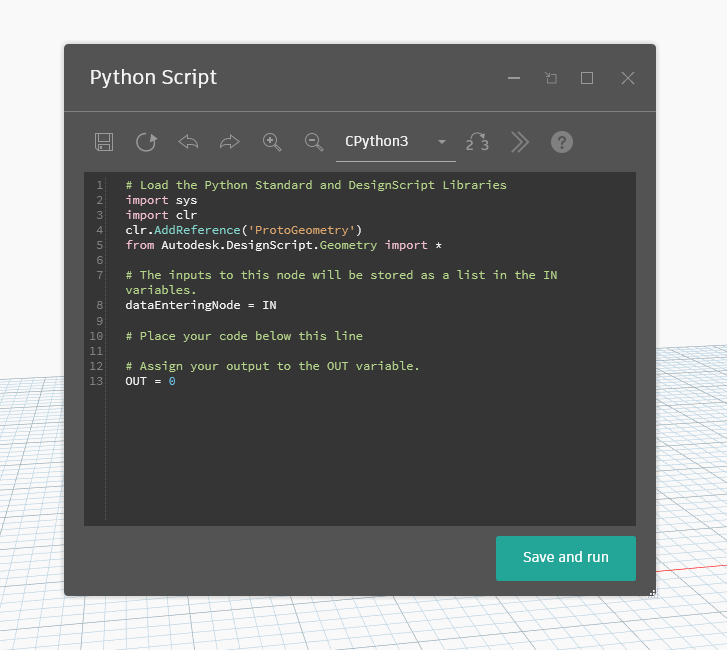 Python Script
CPython3
2 3
?
1 # Load the Python Standard and DesignScript Libraries
2 import sys
3 import clr
4 clr.AddReference('ProtoGeometry')
5 from Autodesk.DesignScript.Geometry import *
6
7 # The inputs to this node will be stored as a list in the IN
variables.
8 dataEnteringNode = IN
9
10 # Place your code below this line
11
12 # Assign your output to the OUT variable.
13 OUT = 0
Save and run